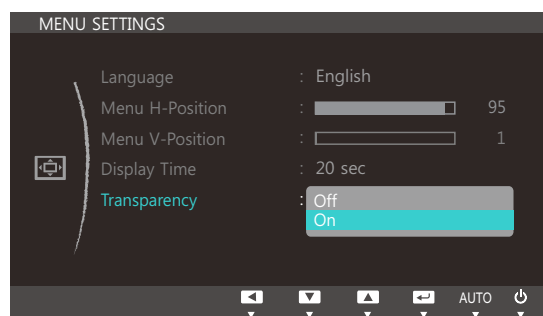 MENU SETTINGS
Language : English
Menu H-Position : 95
Menu V-Position : 1
Display Time : 20 sec
Transparency : Off
On
AUTO